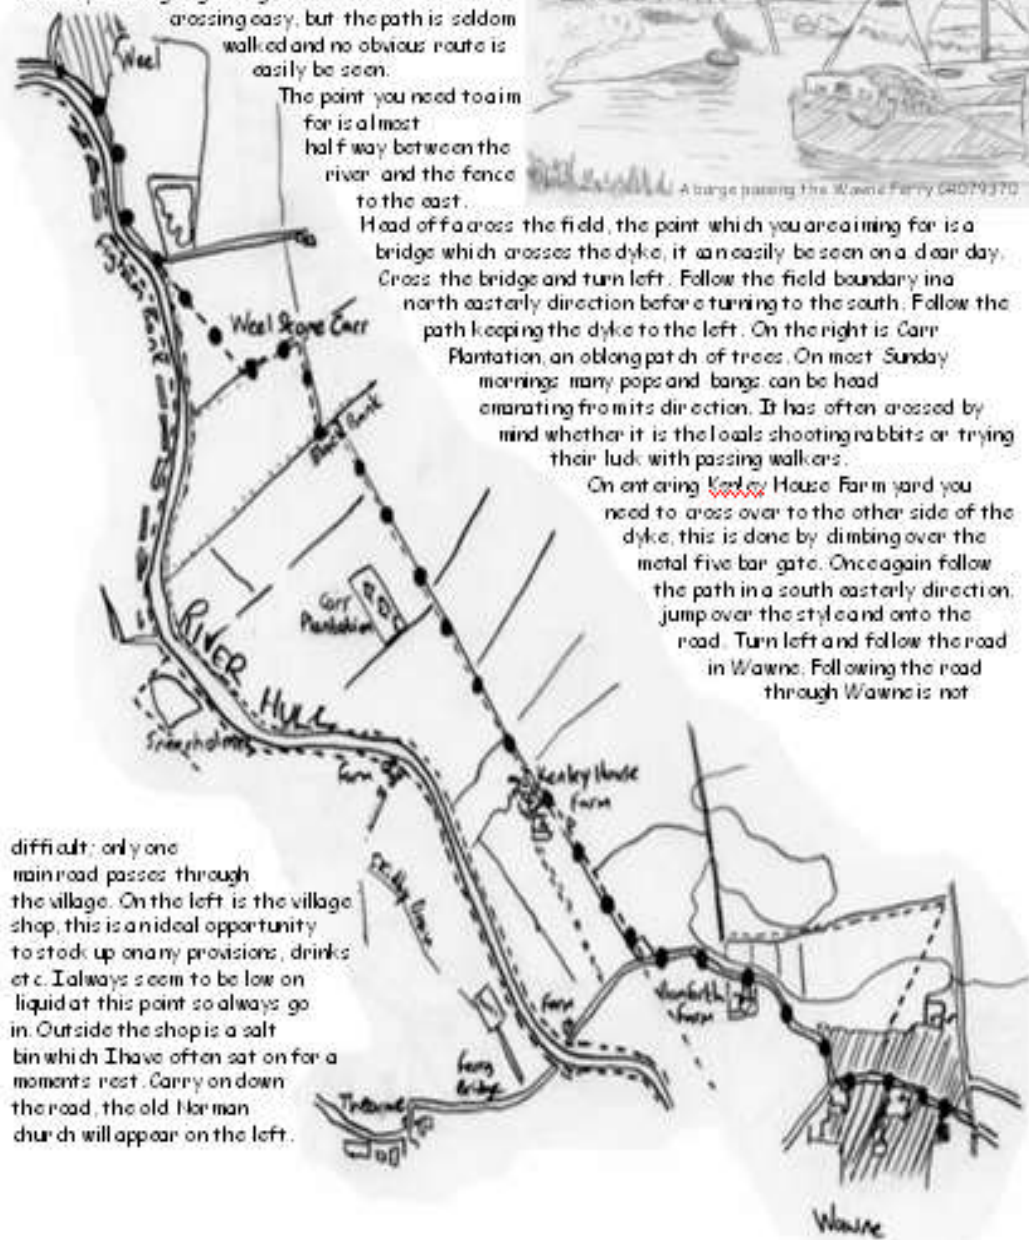 crossing easy, but the path is seldom
walked and no obvious route is
easily be seen.
The point you need to aim
for is almost
half way between the
river and the fence
to the east.
A barge passing the Wawne Ferry 04079370
Head off across the field, the point which you are aiming for is a
bridge which crosses the dyke, it can easily be seen on a clear day.
Cross the bridge and turn left. Follow the field boundary in a
north easterly direction before turning to the south. Follow the
path keeping the dyke to the left. On the right is Carr
Plantation, an oblong patch of trees. On most Sunday
mornings many pops and bangs can be head
emanating from its direction. It has often crossed by
mind whether it is the locals shooting rabbits or trying
their luck with passing walkers.
On entering Kenley House Farm yard you
need to cross over to the other side of the
dyke, this is done by climbing over the
metal five bar gate. Once again follow
the path in a south easterly direction,
jump over the style and onto the
road. Turn left and follow the road
in Wawne. Following the road
through Wawne is not
difficult; only one
main road passes through
the village. On the left is the village
shop, this is an ideal opportunity
to stock up on any provisions, drinks
etc. I always seem to be low on
liquid at this point so always go
in. Outside the shop is a salt
bin which I have often sat on for a
moments rest. Carry on down
the road, the old Norman
church will appear on the left.
Weel
Weel Stone Carr
Black Bank
Carr
Plantation
RIVER
HULL
Farm
Kenley House
Farm
Farm
Farm
Ferry
Bridge
Thearne
Wawne